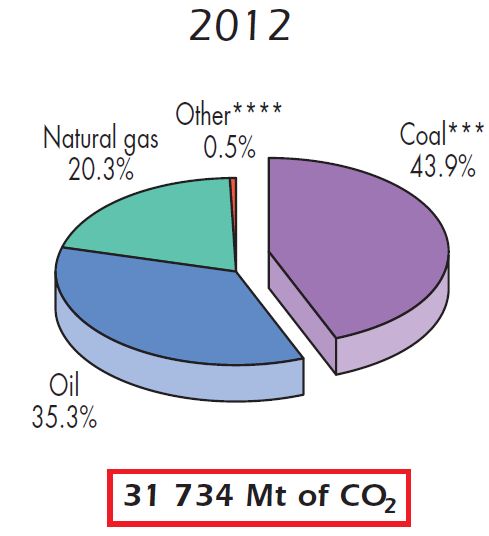 2012
Other****
0.5%
Coal***
43.9%
Natural gas
20.3%
Oil
35.3%
31 734 Mt of CO₂